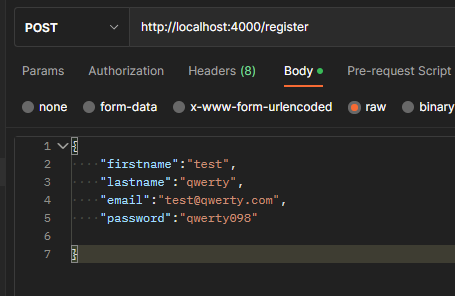 POST http://localhost:4000/register
Params Authorization Headers (8) Body Pre-request Script
none form-data x-www-form-urlencoded raw binary
1 {
2 "firstname":"test",
3 "lastname":"qwerty",
4 "email":"test@qwerty.com",
5 "password":"qwerty098"
6
7 }